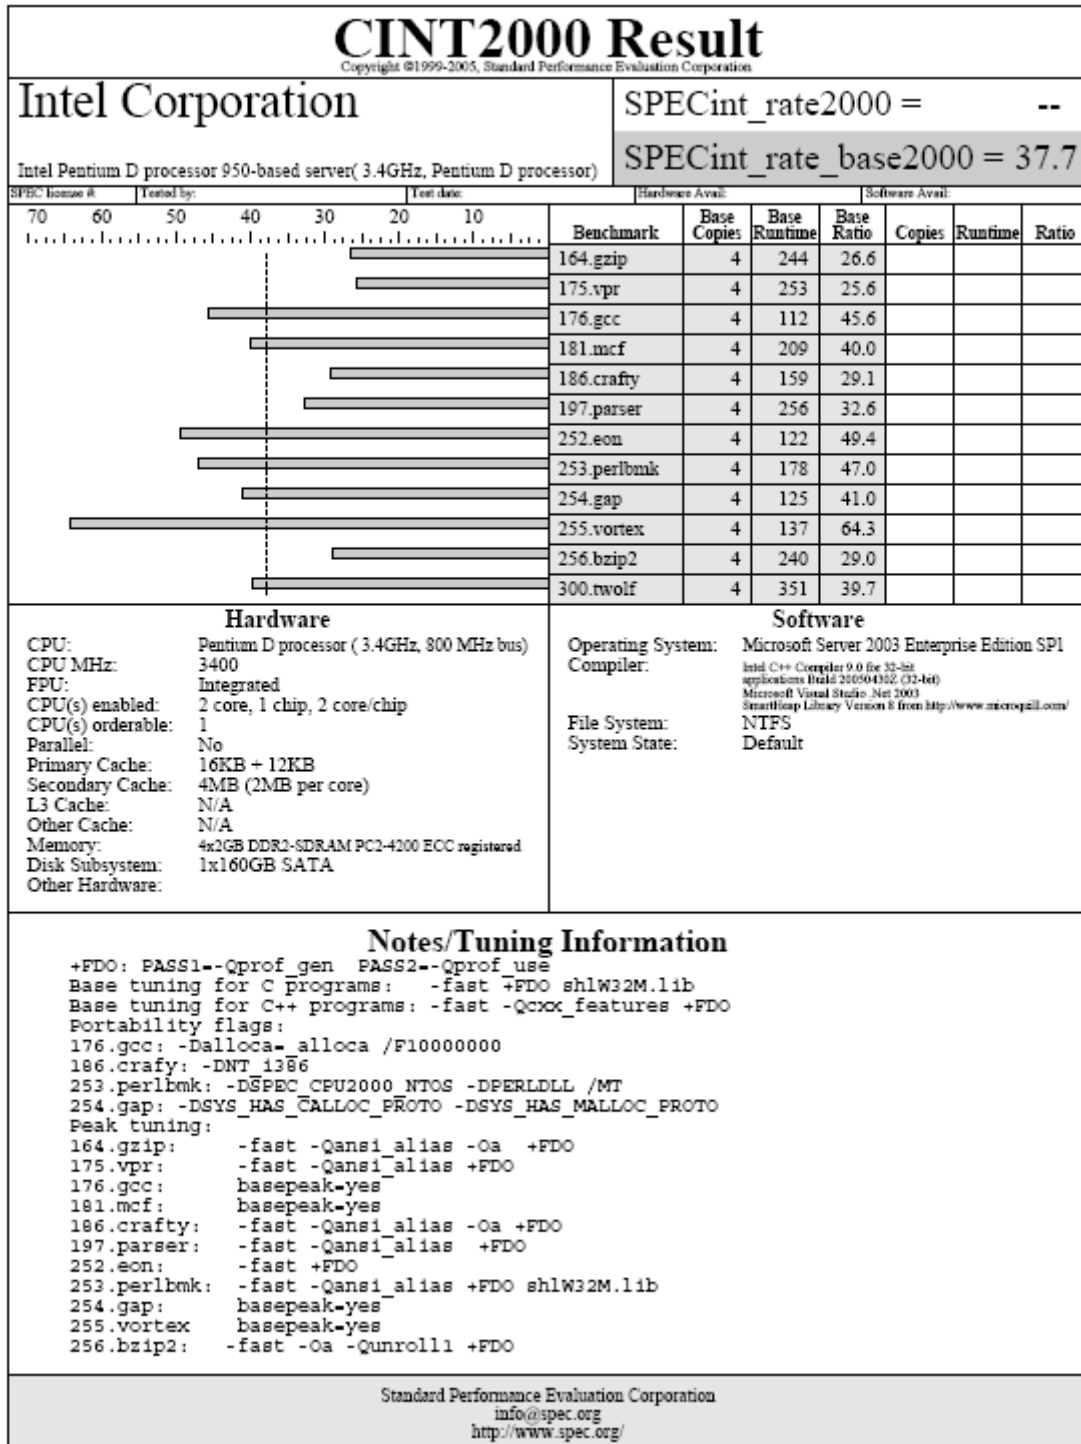 CINT2000 Result
Copyright ©1999-2005, Standard Performance Evaluation Corporation
Intel Corporation
Intel Pentium D processor 950-based server( 3.4GHz, Pentium D processor)
SPECint_rate2000 = --
SPECint_rate_base2000 = 37.7
SPEC license #: Tested by: Test date: Hardware Avail: Software Avail:
70 60 50 40 30 20 10
Benchmark Base Copies Base Runtime Base Ratio Copies Runtime Ratio
164.gzip 4 244 26.6
175.vpr 4 253 25.6
176.gcc 4 112 45.6
181.mcf 4 209 40.0
186.crafty 4 159 29.1
197.parser 4 256 32.6
252.eon 4 122 49.4
253.perlbmk 4 178 47.0
254.gap 4 125 41.0
255.vortex 4 137 64.3
256.bzip2 4 240 29.0
300.twolf 4 351 39.7
Hardware
CPU: Pentium D processor ( 3.4GHz, 800 MHz bus)
CPU MHz: 3400
FPU: Integrated
CPU(s) enabled: 2 core, 1 chip, 2 core/chip
CPU(s) orderable: 1
Parallel: No
Primary Cache: 16KB + 12KB
Secondary Cache: 4MB (2MB per core)
L3 Cache: N/A
Other Cache: N/A
Memory: 4x2GB DDR2-SDRAM PC2-4200 ECC registered
Disk Subsystem: 1x160GB SATA
Other Hardware:
Software
Operating System: Microsoft Server 2003 Enterprise Edition SP1
Compiler: Intel C++ Compiler 9.0 for 32-bit
applications Build 20050430Z (32-bit)
Microsoft Visual Studio .Net 2003
SmartHeap Library Version 8 from http://www.microquill.com/
File System: NTFS
System State: Default
Notes/Tuning Information
+FDO: PASS1=-Qprof_gen PASS2=-Qprof_use
Base tuning for C programs: -fast +FDO shlW32M.lib
Base tuning for C++ programs: -fast -Qcxx_features +FDO
Portability flags:
176.gcc: -Dalloca=_alloca /F10000000
186.crafy: -DNT_i386
253.perlbmk: -DSPEC_CPU2000_NTOS -DPERLDLL /MT
254.gap: -DSYS_HAS_CALLOC_PROTO -DSYS_HAS_MALLOC_PROTO
Peak tuning:
164.gzip: -fast -Qansi_alias -Oa +FDO
175.vpr: -fast -Qansi_alias +FDO
176.gcc: basepeak=yes
181.mcf: basepeak=yes
186.crafty: -fast -Qansi_alias -Oa +FDO
197.parser: -fast -Qansi_alias +FDO
252.eon: -fast +FDO
253.perlbmk: -fast -Qansi_alias +FDO shlW32M.lib
254.gap: basepeak=yes
255.vortex basepeak=yes
256.bzip2: -fast -Oa -Qunroll1 +FDO
Standard Performance Evaluation Corporation
info@spec.org
http://www.spec.org/